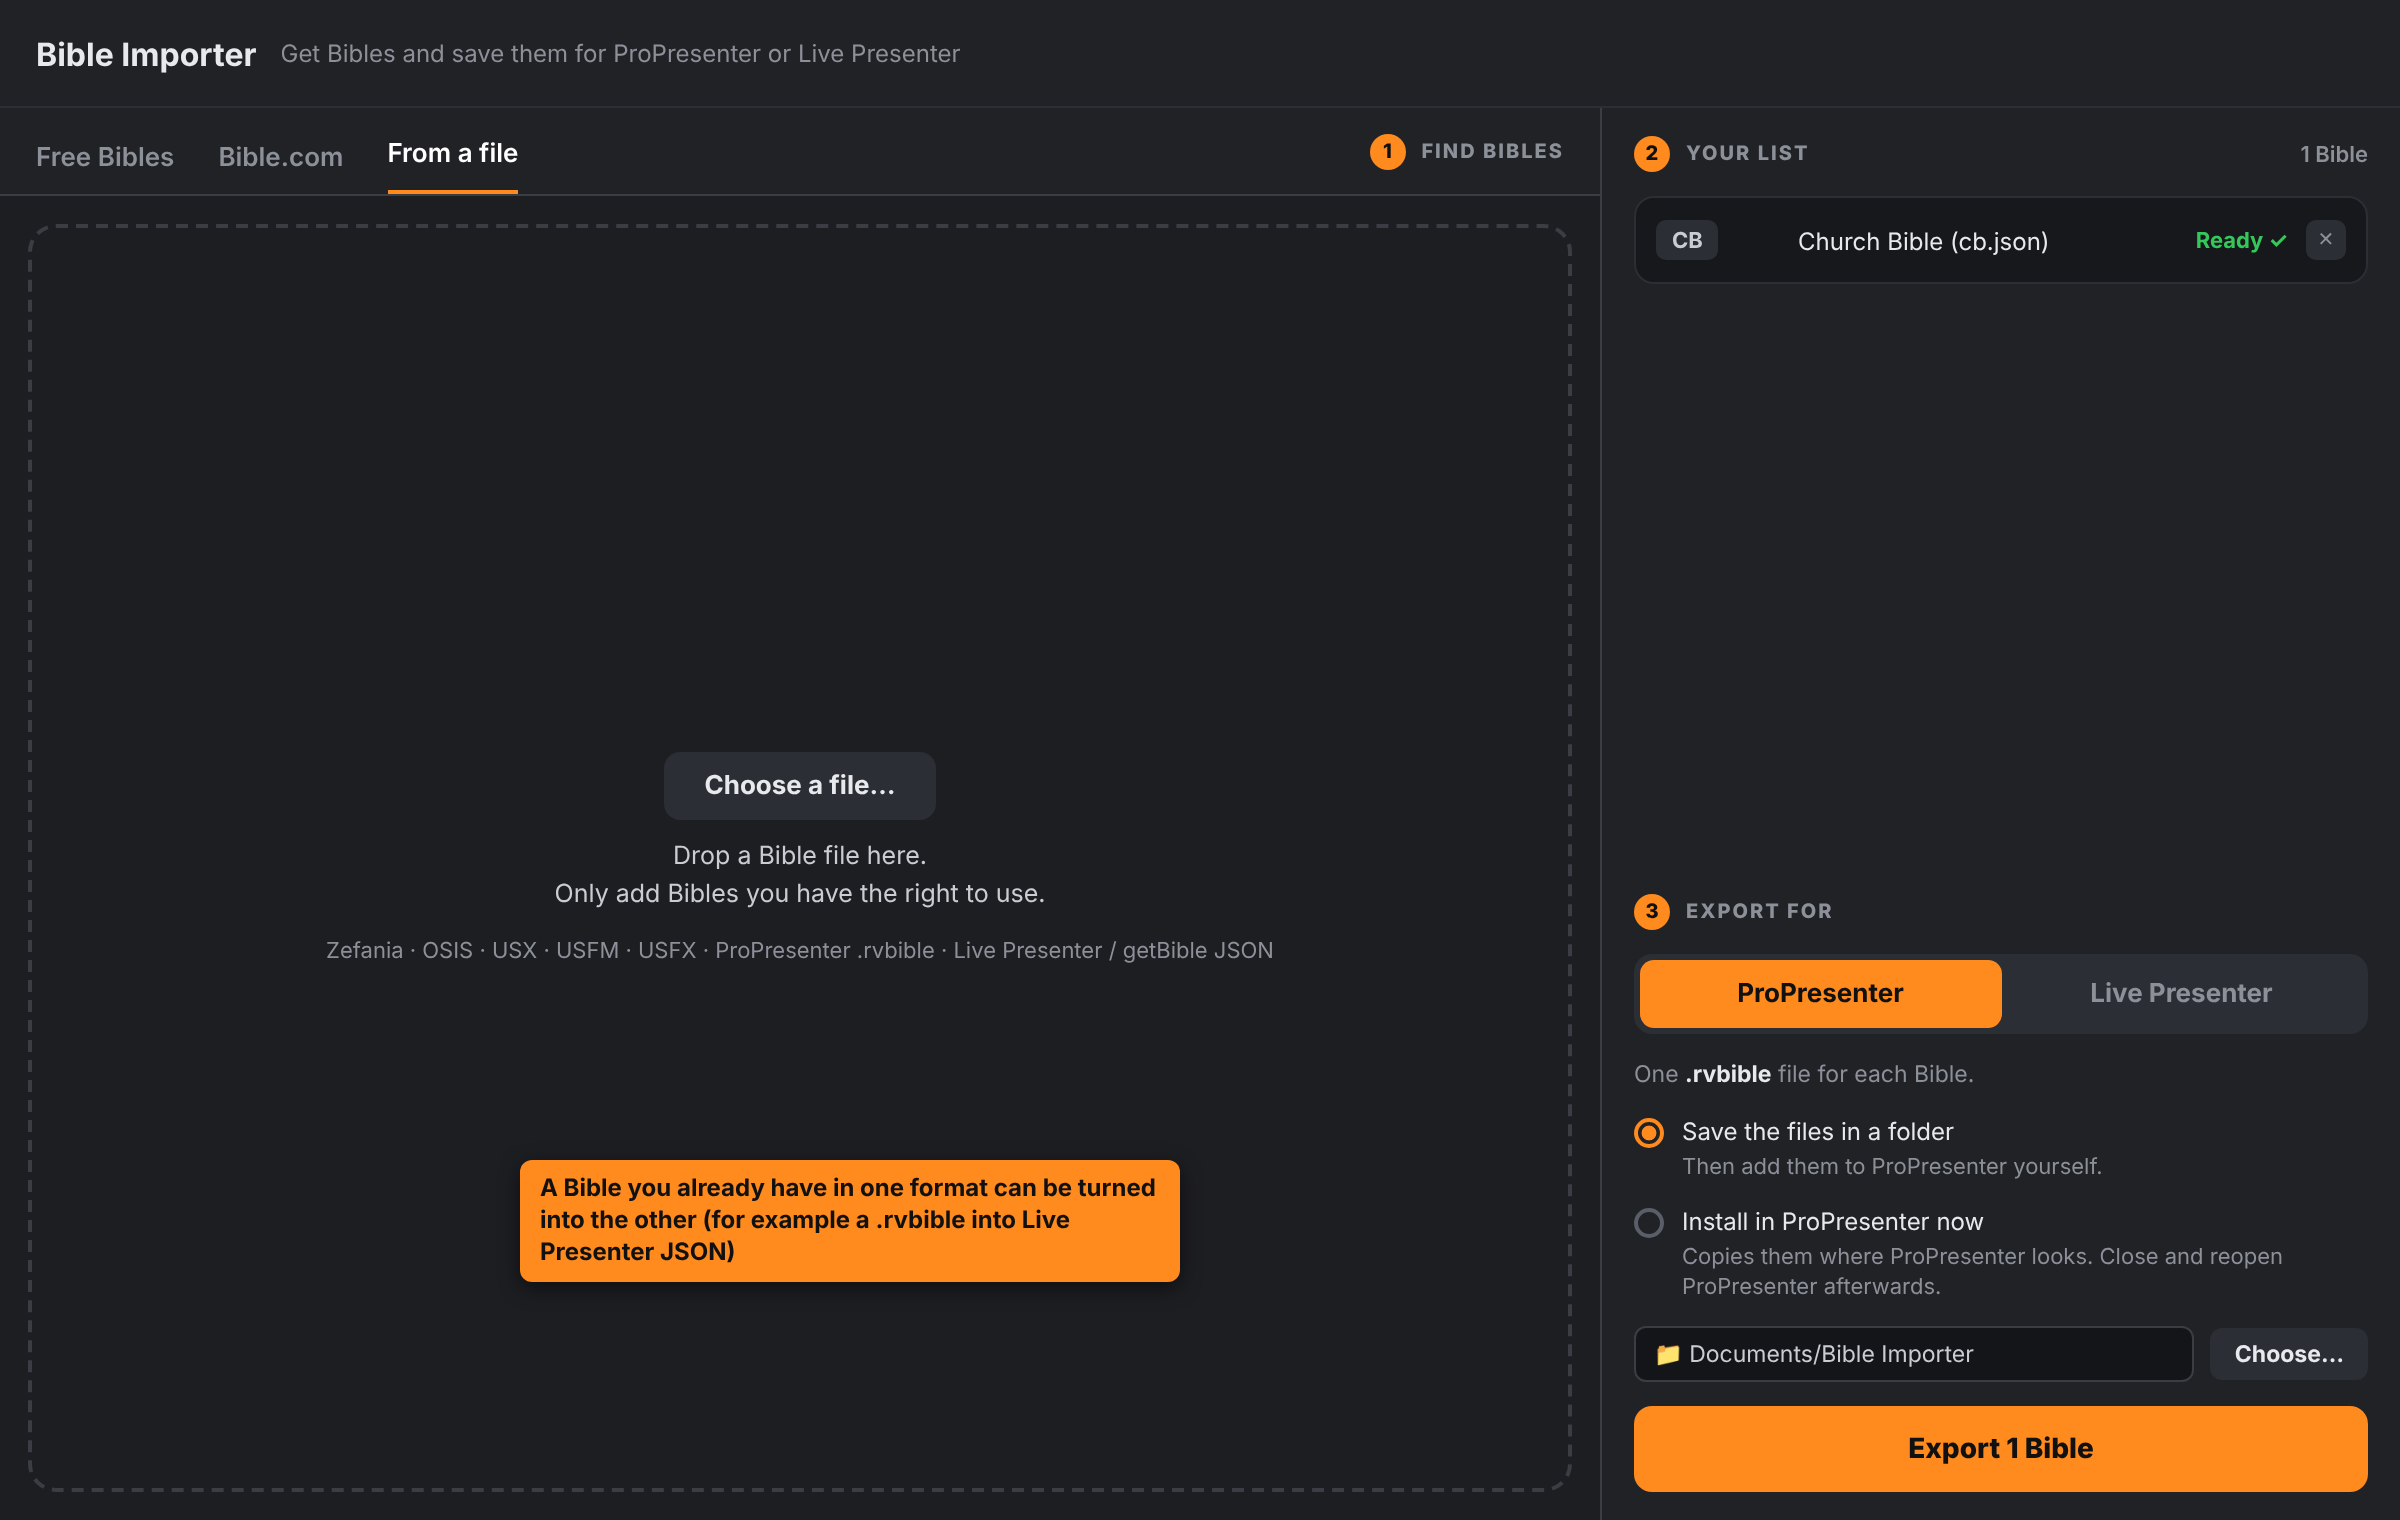 Bible Importer Get Bibles and save them for ProPresenter or Live Presenter
Free Bibles Bible.com From a file 1 FIND BIBLES
Choose a file...
Drop a Bible file here.
Only add Bibles you have the right to use.
Zefania · OSIS · USX · USFM · USFX · ProPresenter .rvbible · Live Presenter / getBible JSON
A Bible you already have in one format can be turned
into the other (for example a .rvbible into Live
Presenter JSON)
2 YOUR LIST 1 Bible
CB Church Bible (cb.json) Ready ✓ ×
3 EXPORT FOR
ProPresenter Live Presenter
One .rvbible file for each Bible.
Save the files in a folder
Then add them to ProPresenter yourself.
Install in ProPresenter now
Copies them where ProPresenter looks. Close and reopen
ProPresenter afterwards.
📁 Documents/Bible Importer Choose...
Export 1 Bible